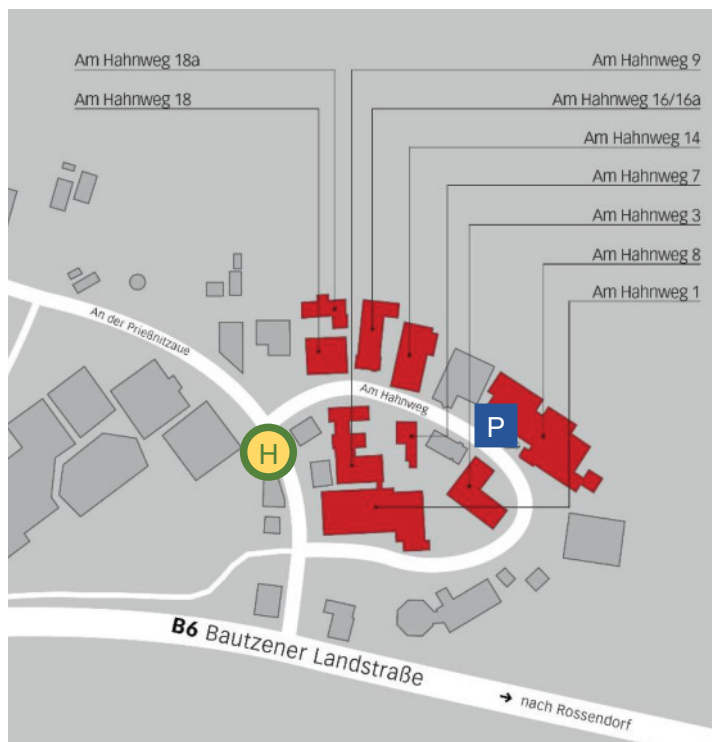 Am Hahnweg 18a
Am Hahnweg 18
Am Hahnweg 9
Am Hahnweg 16/16a
Am Hahnweg 14
Am Hahnweg 7
Am Hahnweg 3
Am Hahnweg 8
Am Hahnweg 1
An der Prießnitzaue
Am Hahnweg
P
H
B6 Bautzener Landstraße
➔ nach Rossendorf